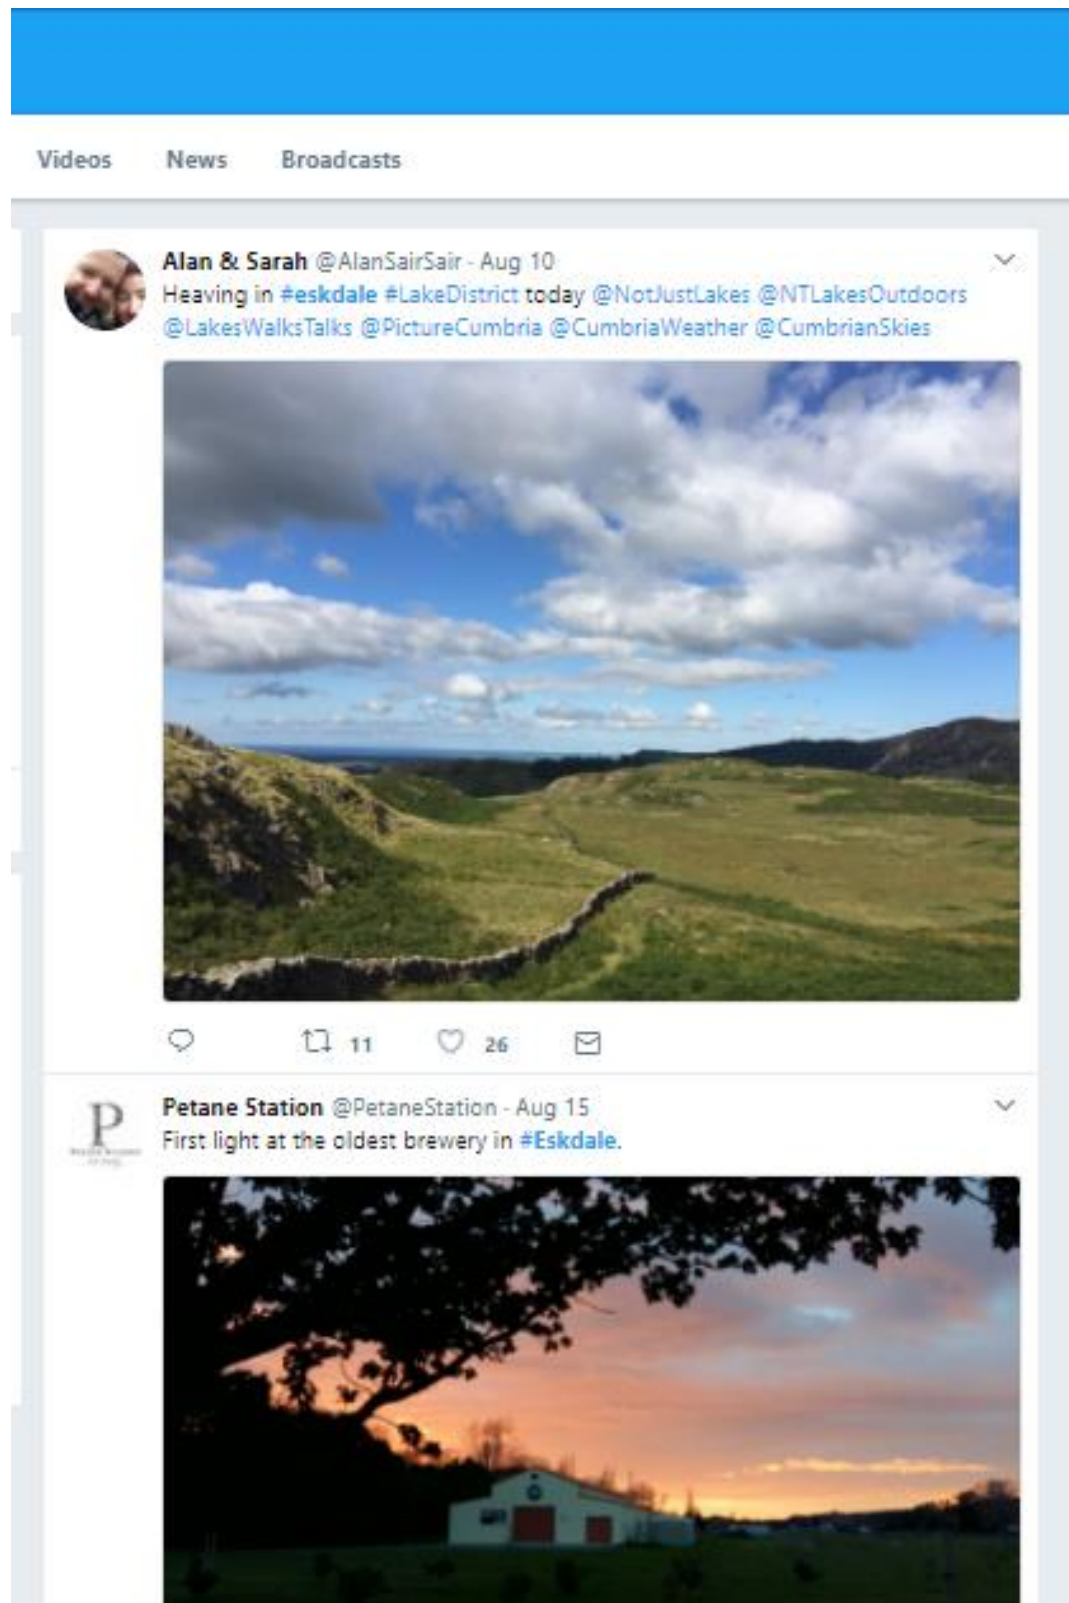 Videos News Broadcasts
Alan & Sarah @AlanSairSair · Aug 10
Heaving in #eskdale #LakeDistrict today @NotJustLakes @NTLakesOutdoors
@LakesWalksTalks @PictureCumbria @CumbriaWeather @CumbrianSkies
11 26
P
Petane Station @PetaneStation · Aug 15
First light at the oldest brewery in #Eskdale.